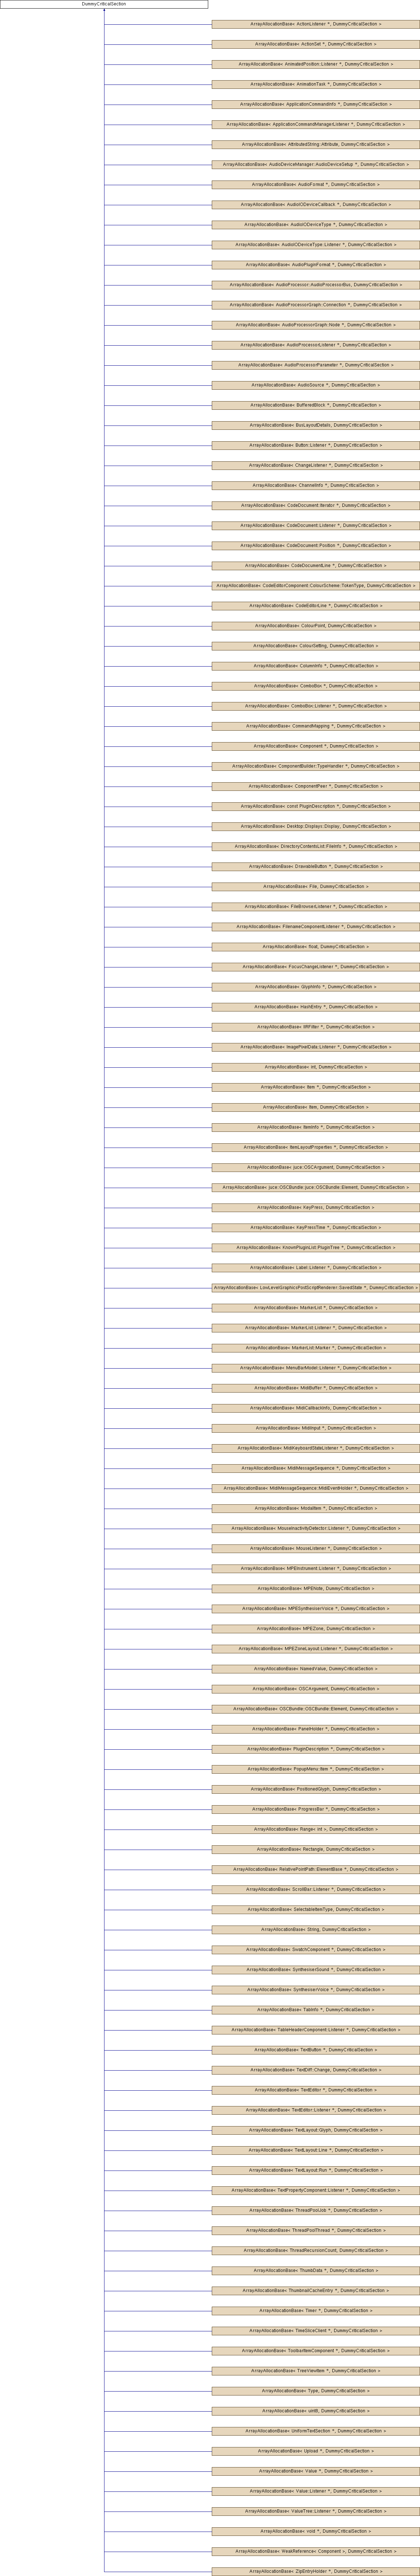 DummyCriticalSection
ArrayAllocationBase< ActionListener *, DummyCriticalSection >
ArrayAllocationBase< ActionSet *, DummyCriticalSection >
ArrayAllocationBase< AnimatedPosition::Listener *, DummyCriticalSection >
ArrayAllocationBase< AnimationTask *, DummyCriticalSection >
ArrayAllocationBase< ApplicationCommandInfo *, DummyCriticalSection >
ArrayAllocationBase< ApplicationCommandManagerListener *, DummyCriticalSection >
ArrayAllocationBase< AttributedString::Attribute, DummyCriticalSection >
ArrayAllocationBase< AudioDeviceManager::AudioDeviceSetup *, DummyCriticalSection >
ArrayAllocationBase< AudioFormat *, DummyCriticalSection >
ArrayAllocationBase< AudioIODeviceCallback *, DummyCriticalSection >
ArrayAllocationBase< AudioIODeviceType *, DummyCriticalSection >
ArrayAllocationBase< AudioIODeviceType::Listener *, DummyCriticalSection >
ArrayAllocationBase< AudioPluginFormat *, DummyCriticalSection >
ArrayAllocationBase< AudioProcessor::AudioProcessorBus, DummyCriticalSection >
ArrayAllocationBase< AudioProcessorGraph::Connection *, DummyCriticalSection >
ArrayAllocationBase< AudioProcessorGraph::Node *, DummyCriticalSection >
ArrayAllocationBase< AudioProcessorListener *, DummyCriticalSection >
ArrayAllocationBase< AudioProcessorParameter *, DummyCriticalSection >
ArrayAllocationBase< AudioSource *, DummyCriticalSection >
ArrayAllocationBase< BufferedBlock *, DummyCriticalSection >
ArrayAllocationBase< BusLayoutDetails, DummyCriticalSection >
ArrayAllocationBase< Button::Listener *, DummyCriticalSection >
ArrayAllocationBase< ChangeListener *, DummyCriticalSection >
ArrayAllocationBase< ChannelInfo *, DummyCriticalSection >
ArrayAllocationBase< CodeDocument::Iterator *, DummyCriticalSection >
ArrayAllocationBase< CodeDocument::Listener *, DummyCriticalSection >
ArrayAllocationBase< CodeDocument::Position *, DummyCriticalSection >
ArrayAllocationBase< CodeDocumentLine *, DummyCriticalSection >
ArrayAllocationBase< CodeEditorComponent::ColourScheme::TokenType, DummyCriticalSection >
ArrayAllocationBase< CodeEditorLine *, DummyCriticalSection >
ArrayAllocationBase< ColourPoint, DummyCriticalSection >
ArrayAllocationBase< ColourSetting, DummyCriticalSection >
ArrayAllocationBase< ColumnInfo *, DummyCriticalSection >
ArrayAllocationBase< ComboBox *, DummyCriticalSection >
ArrayAllocationBase< ComboBox::Listener *, DummyCriticalSection >
ArrayAllocationBase< CommandMapping *, DummyCriticalSection >
ArrayAllocationBase< Component *, DummyCriticalSection >
ArrayAllocationBase< ComponentBuilder::TypeHandler *, DummyCriticalSection >
ArrayAllocationBase< ComponentPeer *, DummyCriticalSection >
ArrayAllocationBase< const PluginDescription *, DummyCriticalSection >
ArrayAllocationBase< Desktop::Displays::Display, DummyCriticalSection >
ArrayAllocationBase< DirectoryContentsList::FileInfo *, DummyCriticalSection >
ArrayAllocationBase< DrawableButton *, DummyCriticalSection >
ArrayAllocationBase< File, DummyCriticalSection >
ArrayAllocationBase< FileBrowserListener *, DummyCriticalSection >
ArrayAllocationBase< FilenameComponentListener *, DummyCriticalSection >
ArrayAllocationBase< float, DummyCriticalSection >
ArrayAllocationBase< FocusChangeListener *, DummyCriticalSection >
ArrayAllocationBase< GlyphInfo *, DummyCriticalSection >
ArrayAllocationBase< HashEntry *, DummyCriticalSection >
ArrayAllocationBase< IIRFilter *, DummyCriticalSection >
ArrayAllocationBase< ImagePixelData::Listener *, DummyCriticalSection >
ArrayAllocationBase< int, DummyCriticalSection >
ArrayAllocationBase< Item *, DummyCriticalSection >
ArrayAllocationBase< Item, DummyCriticalSection >
ArrayAllocationBase< ItemInfo *, DummyCriticalSection >
ArrayAllocationBase< ItemLayoutProperties *, DummyCriticalSection >
ArrayAllocationBase< juce::OSCArgument, DummyCriticalSection >
ArrayAllocationBase< juce::OSCBundle::juce::OSCBundle::Element, DummyCriticalSection >
ArrayAllocationBase< KeyPress, DummyCriticalSection >
ArrayAllocationBase< KeyPressTime *, DummyCriticalSection >
ArrayAllocationBase< KnownPluginList::PluginTree *, DummyCriticalSection >
ArrayAllocationBase< Label::Listener *, DummyCriticalSection >
ArrayAllocationBase< LowLevelGraphicsPostScriptRenderer::SavedState *, DummyCriticalSection >
ArrayAllocationBase< MarkerList *, DummyCriticalSection >
ArrayAllocationBase< MarkerList::Listener *, DummyCriticalSection >
ArrayAllocationBase< MarkerList::Marker *, DummyCriticalSection >
ArrayAllocationBase< MenuBarModel::Listener *, DummyCriticalSection >
ArrayAllocationBase< MidiBuffer *, DummyCriticalSection >
ArrayAllocationBase< MidiCallbackInfo, DummyCriticalSection >
ArrayAllocationBase< MidiInput *, DummyCriticalSection >
ArrayAllocationBase< MidiKeyboardStateListener *, DummyCriticalSection >
ArrayAllocationBase< MidiMessageSequence *, DummyCriticalSection >
ArrayAllocationBase< MidiMessageSequence::MidiEventHolder *, DummyCriticalSection >
ArrayAllocationBase< ModalItem *, DummyCriticalSection >
ArrayAllocationBase< MouseInactivityDetector::Listener *, DummyCriticalSection >
ArrayAllocationBase< MouseListener *, DummyCriticalSection >
ArrayAllocationBase< MPEInstrument::Listener *, DummyCriticalSection >
ArrayAllocationBase< MPENote, DummyCriticalSection >
ArrayAllocationBase< MPESynthesiserVoice *, DummyCriticalSection >
ArrayAllocationBase< MPEZone, DummyCriticalSection >
ArrayAllocationBase< MPEZoneLayout::Listener *, DummyCriticalSection >
ArrayAllocationBase< NamedValue, DummyCriticalSection >
ArrayAllocationBase< OSCArgument, DummyCriticalSection >
ArrayAllocationBase< OSCBundle::OSCBundle::Element, DummyCriticalSection >
ArrayAllocationBase< PanelHolder *, DummyCriticalSection >
ArrayAllocationBase< PluginDescription *, DummyCriticalSection >
ArrayAllocationBase< PopupMenu::Item *, DummyCriticalSection >
ArrayAllocationBase< PositionedGlyph, DummyCriticalSection >
ArrayAllocationBase< ProgressBar *, DummyCriticalSection >
ArrayAllocationBase< Range< int >, DummyCriticalSection >
ArrayAllocationBase< Rectangle, DummyCriticalSection >
ArrayAllocationBase< RelativePointPath::ElementBase *, DummyCriticalSection >
ArrayAllocationBase< ScrollBar::Listener *, DummyCriticalSection >
ArrayAllocationBase< SelectableItemType, DummyCriticalSection >
ArrayAllocationBase< String, DummyCriticalSection >
ArrayAllocationBase< SwatchComponent *, DummyCriticalSection >
ArrayAllocationBase< SynthesiserSound *, DummyCriticalSection >
ArrayAllocationBase< SynthesiserVoice *, DummyCriticalSection >
ArrayAllocationBase< TabInfo *, DummyCriticalSection >
ArrayAllocationBase< TableHeaderComponent::Listener *, DummyCriticalSection >
ArrayAllocationBase< TextButton *, DummyCriticalSection >
ArrayAllocationBase< TextDiff::Change, DummyCriticalSection >
ArrayAllocationBase< TextEditor *, DummyCriticalSection >
ArrayAllocationBase< TextEditor::Listener *, DummyCriticalSection >
ArrayAllocationBase< TextLayout::Glyph, DummyCriticalSection >
ArrayAllocationBase< TextLayout::Line *, DummyCriticalSection >
ArrayAllocationBase< TextLayout::Run *, DummyCriticalSection >
ArrayAllocationBase< TextPropertyComponent::Listener *, DummyCriticalSection >
ArrayAllocationBase< ThreadPoolJob *, DummyCriticalSection >
ArrayAllocationBase< ThreadPoolThread *, DummyCriticalSection >
ArrayAllocationBase< ThreadRecursionCount, DummyCriticalSection >
ArrayAllocationBase< ThumbData *, DummyCriticalSection >
ArrayAllocationBase< ThumbnailCacheEntry *, DummyCriticalSection >
ArrayAllocationBase< Timer *, DummyCriticalSection >
ArrayAllocationBase< TimeSliceClient *, DummyCriticalSection >
ArrayAllocationBase< ToolbarItemComponent *, DummyCriticalSection >
ArrayAllocationBase< TreeViewItem *, DummyCriticalSection >
ArrayAllocationBase< Type, DummyCriticalSection >
ArrayAllocationBase< uint8, DummyCriticalSection >
ArrayAllocationBase< UniformTextSection *, DummyCriticalSection >
ArrayAllocationBase< Upload *, DummyCriticalSection >
ArrayAllocationBase< Value *, DummyCriticalSection >
ArrayAllocationBase< Value::Listener *, DummyCriticalSection >
ArrayAllocationBase< ValueTree::Listener *, DummyCriticalSection >
ArrayAllocationBase< void *, DummyCriticalSection >
ArrayAllocationBase< WeakReference< Component >, DummyCriticalSection >
ArrayAllocationBase< ZipEntryHolder *, DummyCriticalSection >